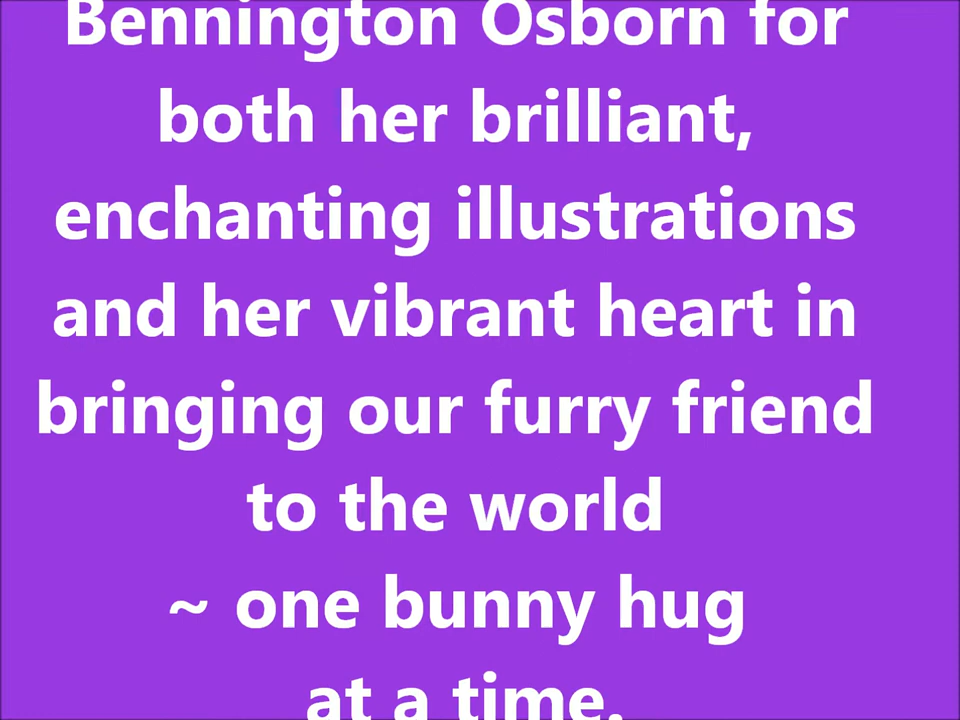 Bennington Osborn for
both her brilliant,
enchanting illustrations
and her vibrant heart in
bringing our furry friend
to the world
~ one bunny hug
at a time.